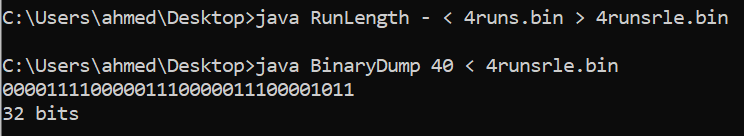 C:\Users\ahmed\Desktop>java RunLength - < 4runs.bin > 4runsrle.bin
C:\Users\ahmed\Desktop>java BinaryDump 40 < 4runsrle.bin
00001111000001110000011100001011
32 bits